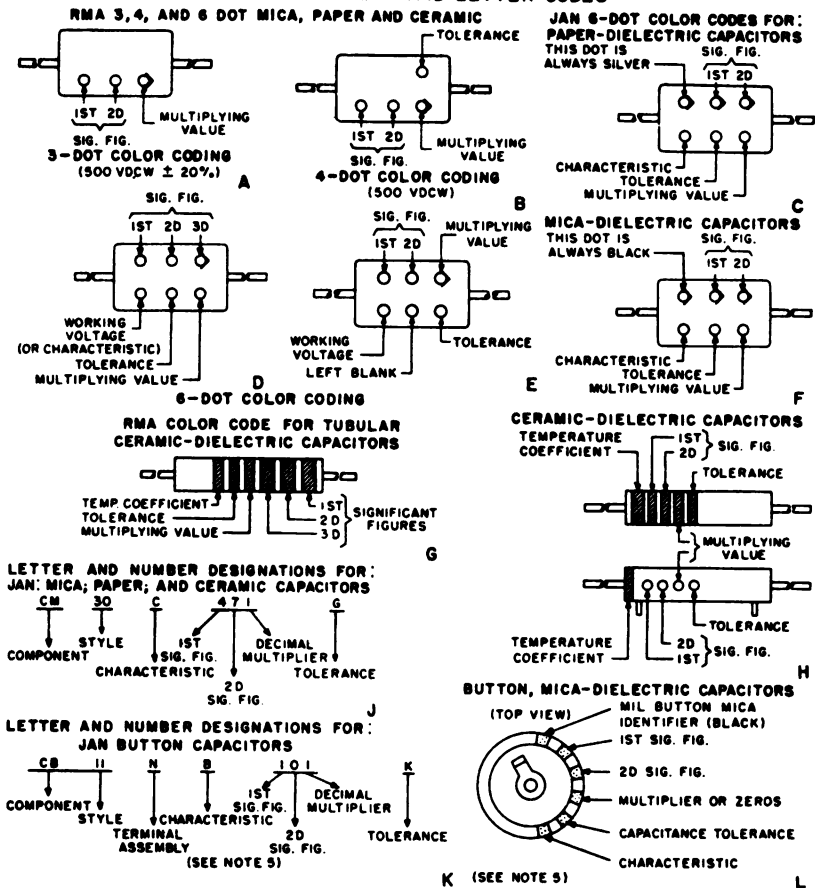 RMA 3,4, AND 6 DOT MICA, PAPER AND CERAMIC
1ST 2D
SIG. FIG.
MULTIPLYING
VALUE
3-DOT COLOR CODING
(500 VDCW ± 20%)
A
TOLERANCE
1ST 2D
SIG. FIG.
MULTIPLYING
VALUE
4-DOT COLOR CODING
(500 VDCW)
B
JAN 6-DOT COLOR CODES FOR:
PAPER-DIELECTRIC CAPACITORS
THIS DOT IS
ALWAYS SILVER
SIG. FIG.
1ST 2D
CHARACTERISTIC
TOLERANCE
MULTIPLYING VALUE
C
SIG. FIG.
1ST 2D 3D
WORKING
VOLTAGE
(OR CHARACTERISTIC)
TOLERANCE
MULTIPLYING VALUE
D
6-DOT COLOR CODING
SIG. FIG.
1ST 2D
MULTIPLYING
VALUE
WORKING
VOLTAGE
LEFT BLANK
TOLERANCE
E
MICA-DIELECTRIC CAPACITORS
THIS DOT IS
ALWAYS BLACK
SIG. FIG.
1ST 2D
CHARACTERISTIC
TOLERANCE
MULTIPLYING VALUE
F
RMA COLOR CODE FOR TUBULAR
CERAMIC-DIELECTRIC CAPACITORS
TEMP. COEFFICIENT
TOLERANCE
MULTIPLYING VALUE
1ST
2D
3D
SIGNIFICANT
FIGURES
G
CERAMIC-DIELECTRIC CAPACITORS
TEMPERATURE
COEFFICIENT
1ST
2D
SIG. FIG.
TOLERANCE
MULTIPLYING
VALUE
TOLERANCE
TEMPERATURE
COEFFICIENT
2D
1ST
SIG. FIG.
H
LETTER AND NUMBER DESIGNATIONS FOR:
JAN: MICA; PAPER; AND CERAMIC CAPACITORS
CM 30 C 471 G
COMPONENT
STYLE
CHARACTERISTIC
1ST
SIG. FIG.
2D
SIG. FIG.
DECIMAL
MULTIPLIER
TOLERANCE
J
LETTER AND NUMBER DESIGNATIONS FOR:
JAN BUTTON CAPACITORS
CB 11 N B 101 K
COMPONENT
STYLE
TERMINAL
ASSEMBLY
CHARACTERISTIC
1ST
SIG. FIG.
2D
SIG. FIG.
DECIMAL
MULTIPLIER
TOLERANCE
(SEE NOTE 5)
K
BUTTON, MICA-DIELECTRIC CAPACITORS
(TOP VIEW)
MIL BUTTON MICA
IDENTIFIER (BLACK)
1ST SIG. FIG.
2D SIG. FIG.
MULTIPLIER OR ZEROS
CAPACITANCE TOLERANCE
CHARACTERISTIC
(SEE NOTE 5)
L